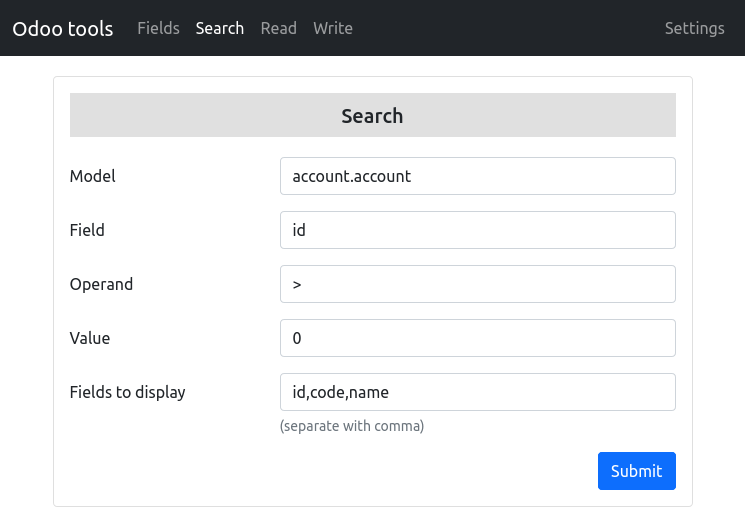 Odoo tools Fields Search Read Write Settings
Search
Model account.account
Field id
Operand >
Value 0
Fields to display id,code,name
(separate with comma)
Submit